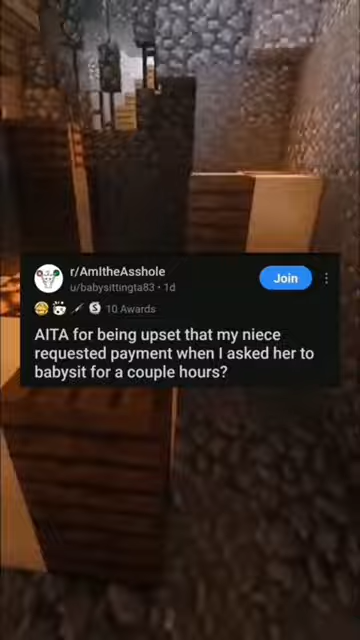 r/AmItheAsshole
u/babysittingta83 • 1d
Join
10 Awards
AITA for being upset that my niece
requested payment when I asked her to
babysit for a couple hours?